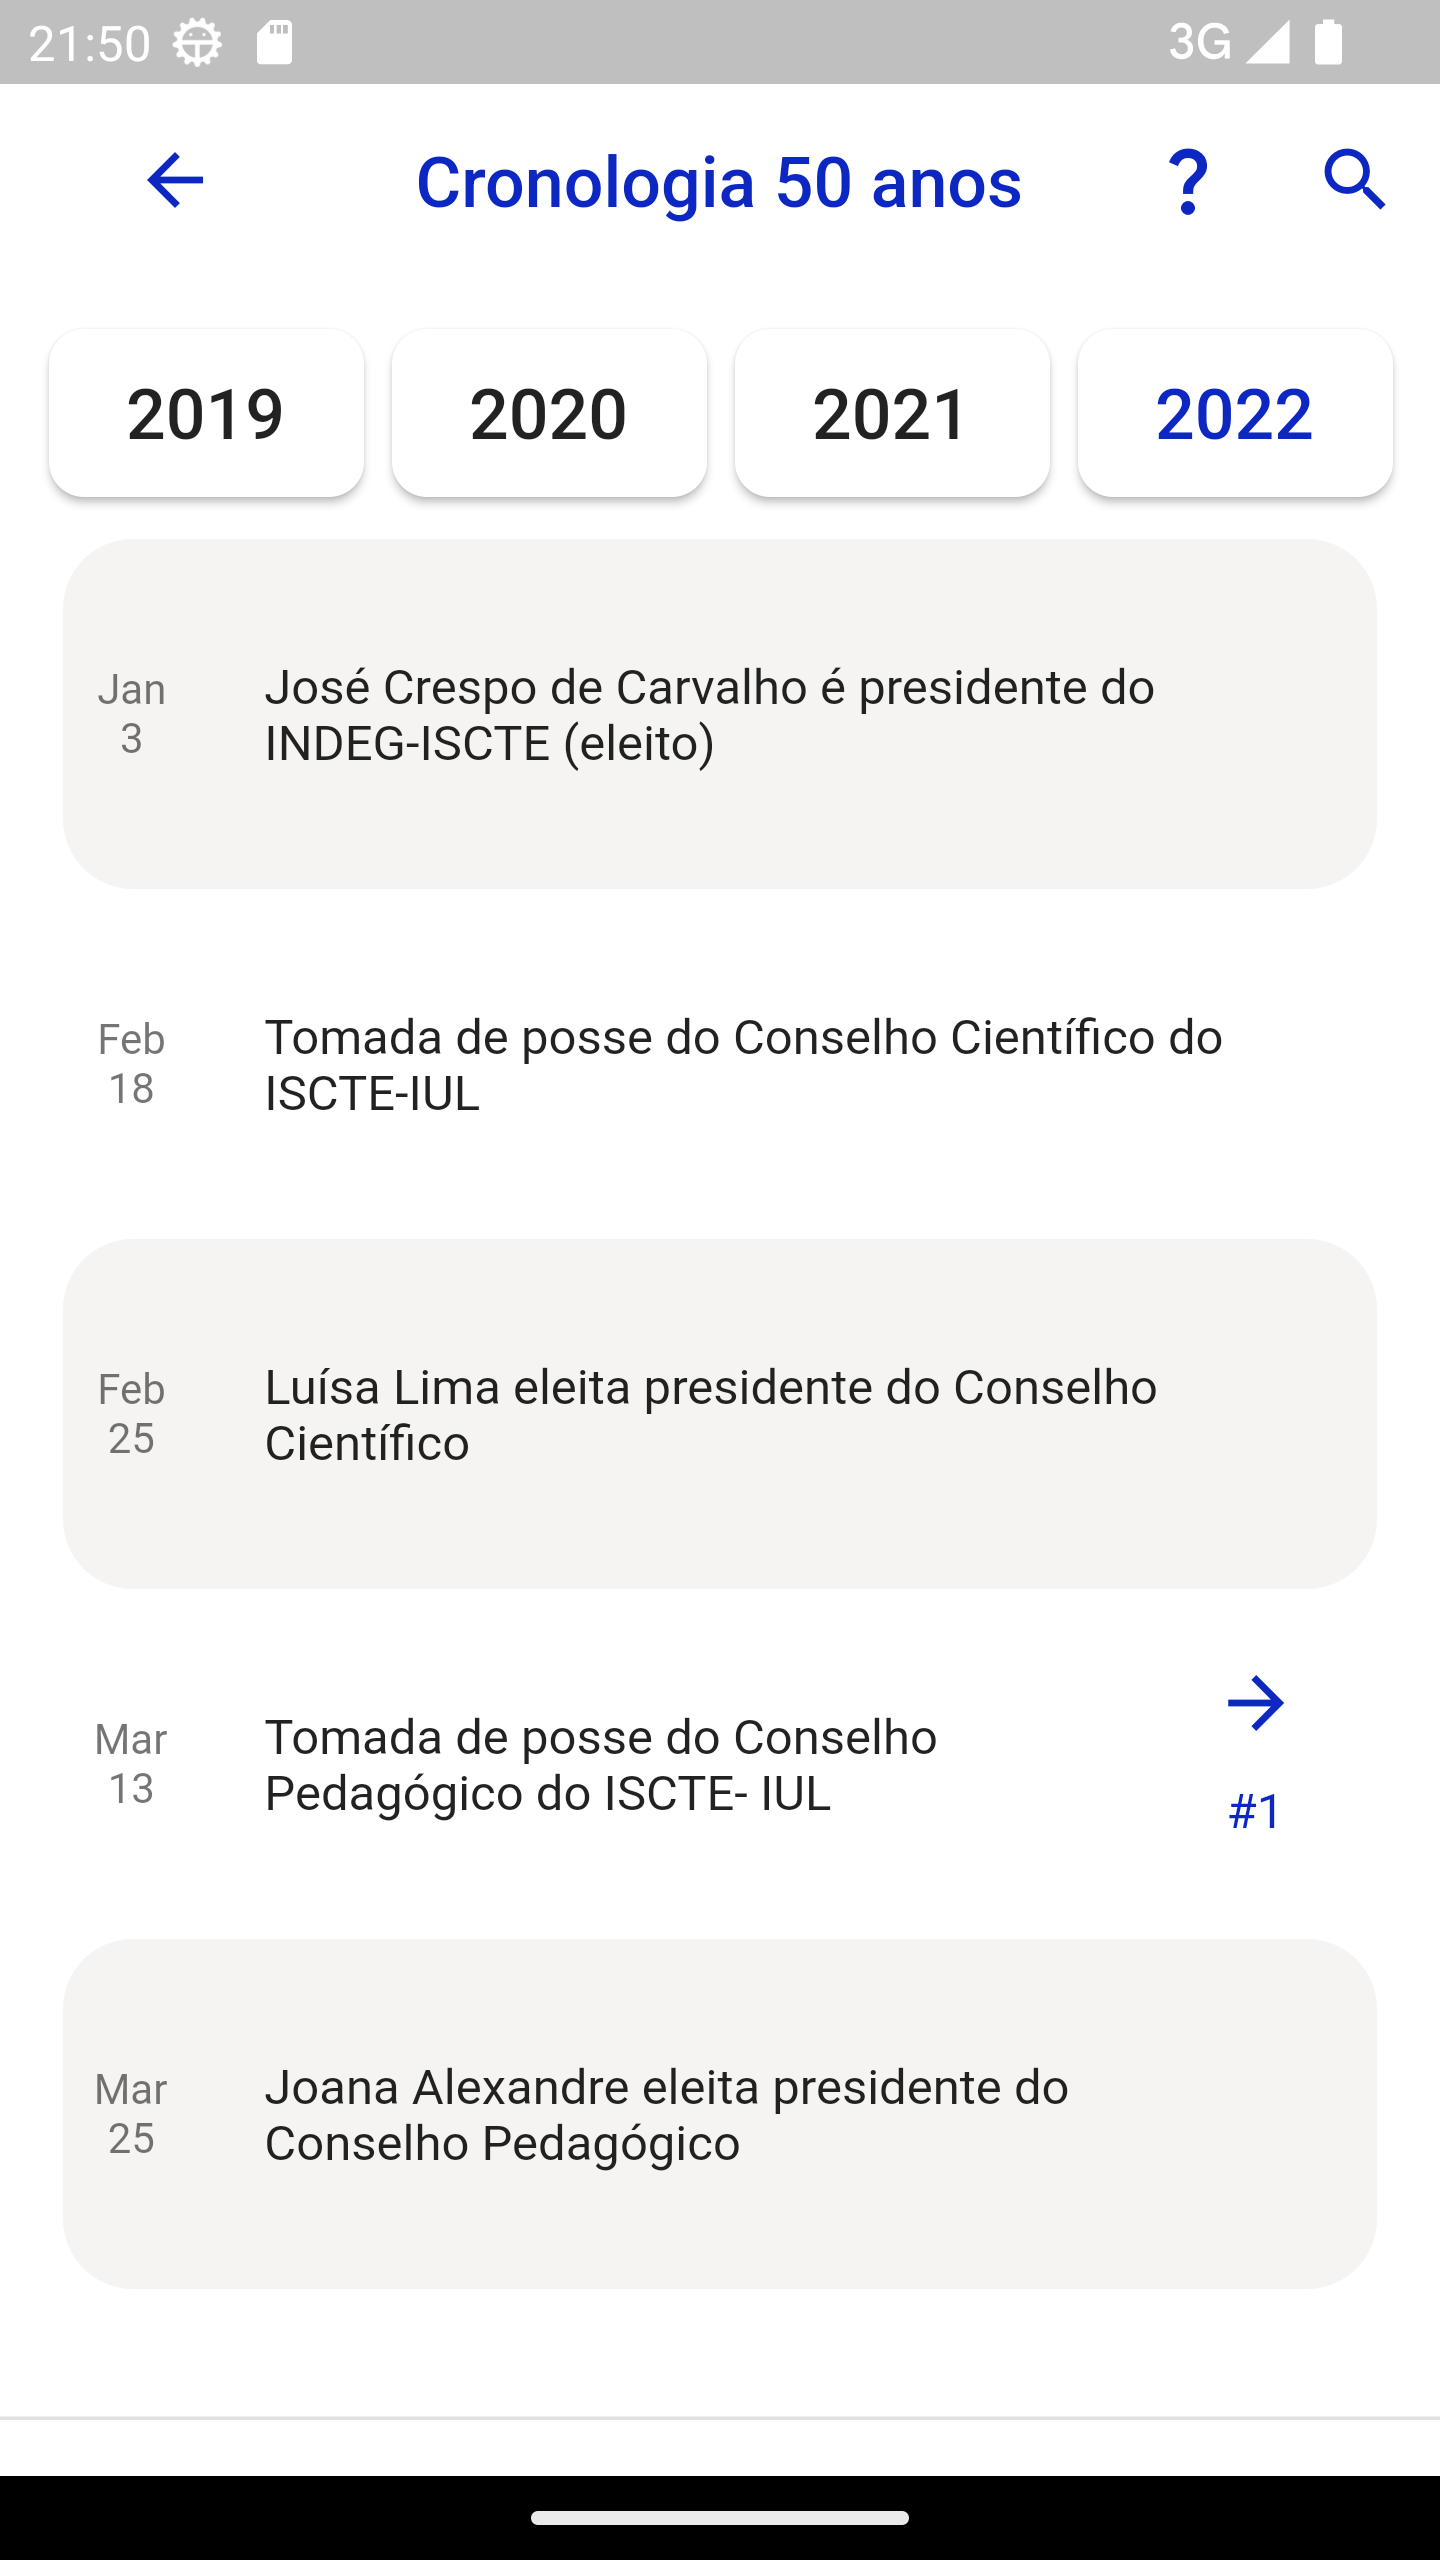 21:50
3G
Cronologia 50 anos
?
2019
2020
2021
2022
Jan
3
José Crespo de Carvalho é presidente do
INDEG-ISCTE (eleito)
Feb
18
Tomada de posse do Conselho Científico do
ISCTE-IUL
Feb
25
Luísa Lima eleita presidente do Conselho
Científico
Mar
13
Tomada de posse do Conselho
Pedagógico do ISCTE- IUL
#1
Mar
25
Joana Alexandre eleita presidente do
Conselho Pedagógico